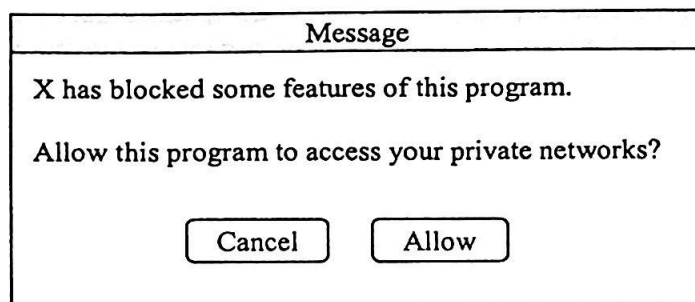 Message
X has blocked some features of this program.
Allow this program to access your private networks?
Cancel
Allow